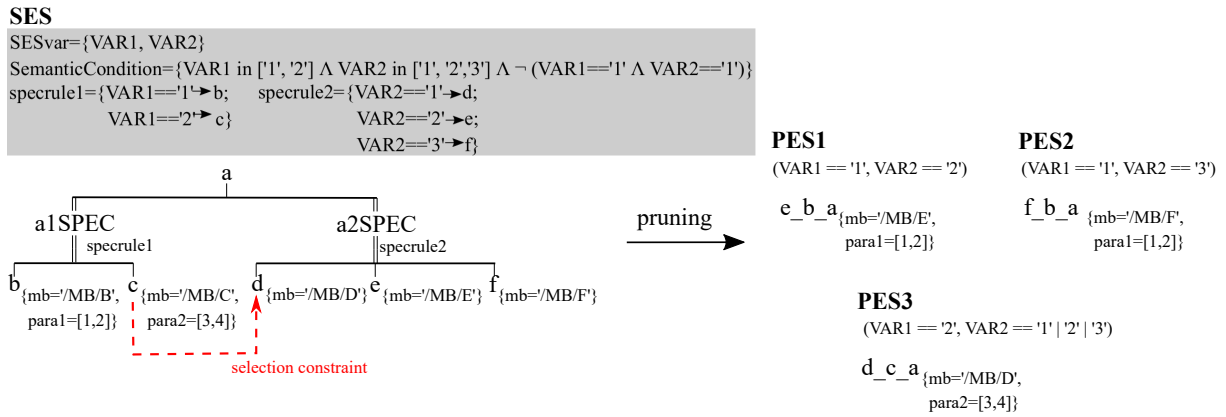 SES
SESvar={VAR1, VAR2}
SemanticCondition={VAR1 in ['1', '2'] Λ VAR2 in ['1', '2','3'] Λ ¬ (VAR1=='1' Λ VAR2=='1')}
specrule1={VAR1=='1'→b; specrule2={VAR2=='1'→d;
VAR1=='2'→c} VAR2=='2'→e;
VAR2=='3'→f}
a
a1SPEC a2SPEC
specrule1 specrule2
b{mb='/MB/B', c{mb='/MB/C', d{mb='/MB/D'} e{mb='/MB/E'} f{mb='/MB/F'}
para1=[1,2]} para2=[3,4]}
selection constraint
pruning
PES1 PES2
(VAR1 == '1', VAR2 == '2') (VAR1 == '1', VAR2 == '3')
e_b_a{mb='/MB/E', f_b_a {mb='/MB/F',
para1=[1,2]} para1=[1,2]}
PES3
(VAR1 == '2', VAR2 == '1' | '2' | '3')
d_c_a{mb='/MB/D',
para2=[3,4]}